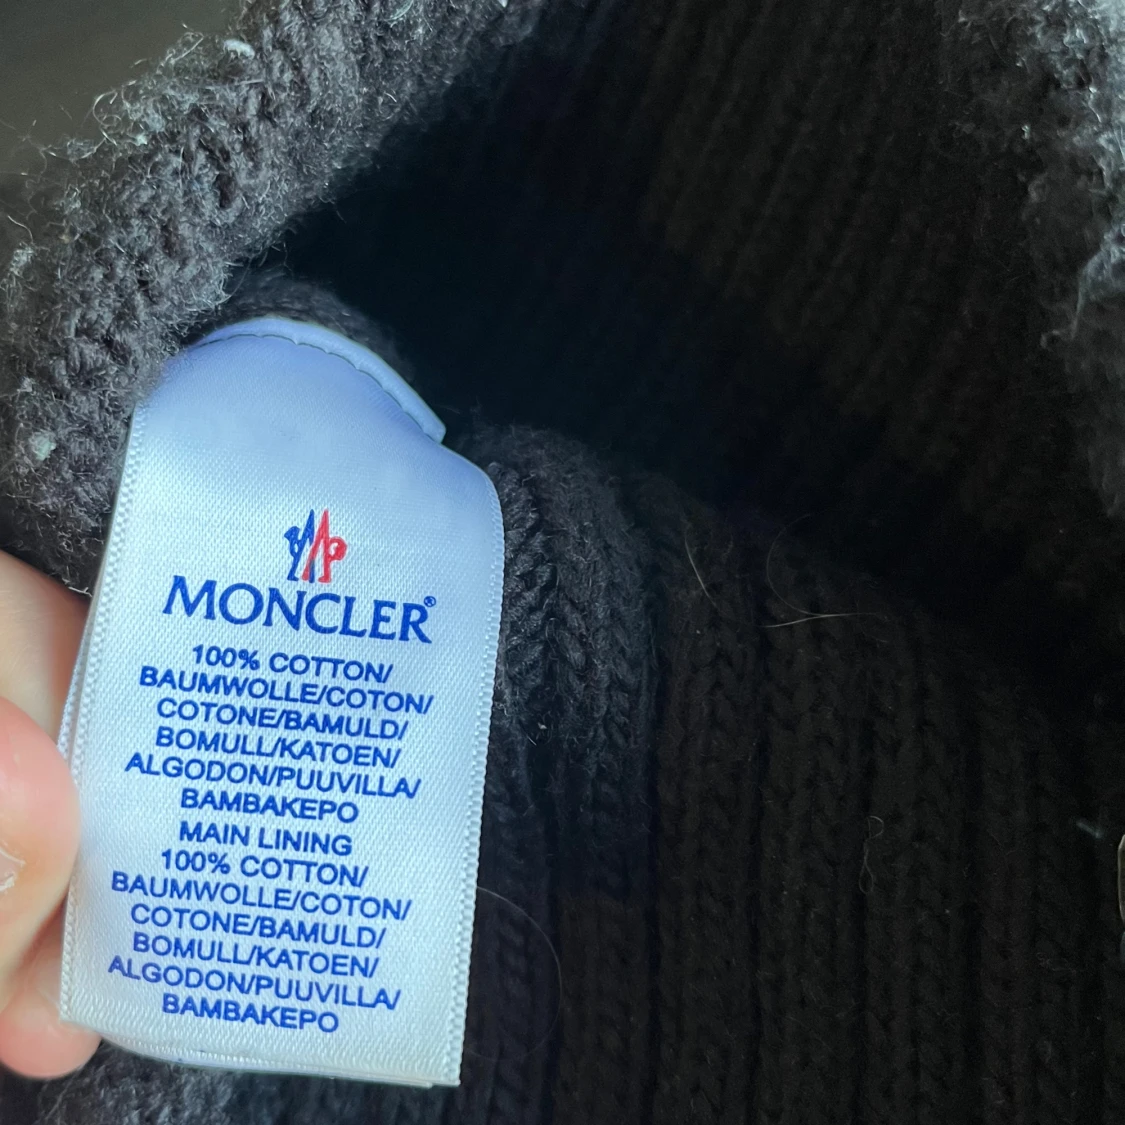 MONCLER®
100% COTTON/
BAUMWOLLE/COTON/
COTONE/BAMULD/
BOMULL/KATOEN/
ALGODON/PUUVILLA/
BAMBAKEPO
MAIN LINING
100% COTTON/
BAUMWOLLE/COTON/
COTONE/BAMULD/
BOMULL/KATOEN/
ALGODON/PUUVILLA/
BAMBAKEPO